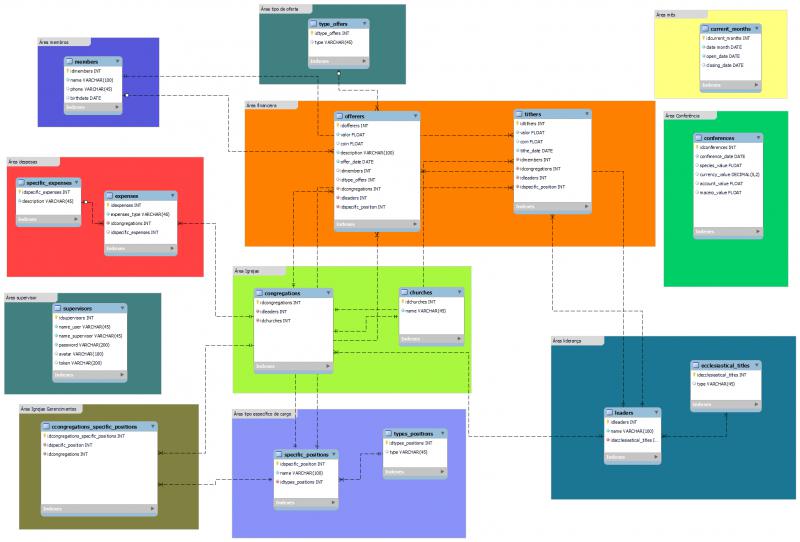 Área tipo de oferta
type_offers
idtype_offers INT
type VARCHAR(45)
Indexes
Área mês
current_months
idcurrent_months INT
date month DATE
open_date DATE
closing_date DATE
Indexes
Área membros
members
idmembers INT
name VARCHAR(100)
phone VARCHAR(45)
birthdate DATE
Indexes
Área financeira
offerers
idofferers INT
valor FLOAT
coin FLOAT
description VARCHAR(100)
offer_date DATE
idmembers INT
idtype_offers INT
idcongregations INT
idleaders INT
idspecific_position INT
Indexes
tithers
idtithers INT
valor FLOAT
coin FLOAT
tithe_date DATE
idmembers INT
idcongregations INT
idleaders INT
idspecific_position INT
Indexes
Área Conferência
conferences
idconferences INT
confinence_date DATE
species_value FLOAT
currency_value DECIMAL(8,2)
account_value FLOAT
macero_value FLOAT
Indexes
Área despesas
specific_expenses
idspecific_expenses INT
description VARCHAR(45)
Indexes
expenses
idexpenses INT
expenses_type VARCHAR(45)
idcongregations INT
idspecific_expenses INT
Indexes
Área Igrejas
congregations
idcongregations INT
idleaders INT
idchurches INT
Indexes
churches
idchurches INT
name VARCHAR(45)
Indexes
Área supervisor
supervisors
idsupervisors INT
name_user VARCHAR(45)
name_supervisor VARCHAR(45)
password VARCHAR(200)
avatar VARCHAR(100)
token VARCHAR(200)
Indexes
Área liderança
ecclesiastical_titles
idecclesiastical_titles INT
type VARCHAR(45)
Indexes
leaders
idleaders INT
name VARCHAR(100)
idecclesiastical_titles I...
Indexes
Área Igrejas Gerencimentos
ccongregations_specific_positions
idcongregations_specific_positions INT
idspecific_position INT
idcongregations INT
Indexes
Área tipo específico de cargo
specific_positions
idspecific_position INT
name VARCHAR(100)
idtypes_positions INT
Indexes
types_positions
idtypes_positions INT
type VARCHAR(45)
Indexes